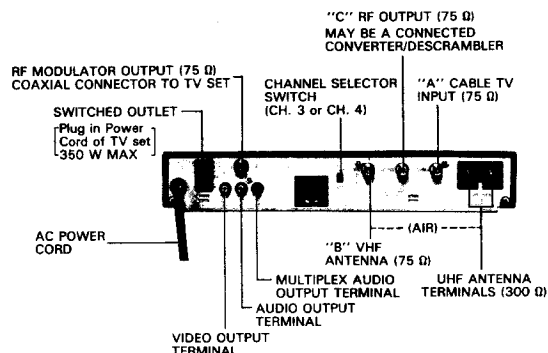 "C" RF OUTPUT (75 Ω)
MAY BE A CONNECTED
CONVERTER/DESCRAMBLER
RF MODULATOR OUTPUT (75 Ω)
COAXIAL CONNECTOR TO TV SET
CHANNEL SELECTOR
SWITCH
(CH. 3 or CH. 4)
"A" CABLE TV
INPUT (75 Ω)
SWITCHED OUTLET
Plug in Power
Cord of TV set
350 W MAX
AC POWER
CORD
(AIR)
"B" VHF
ANTENNA (75 Ω)
UHF ANTENNA
TERMINALS (300 Ω)
MULTIPLEX AUDIO
OUTPUT TERMINAL
AUDIO OUTPUT
TERMINAL
VIDEO OUTPUT
TERMINAL